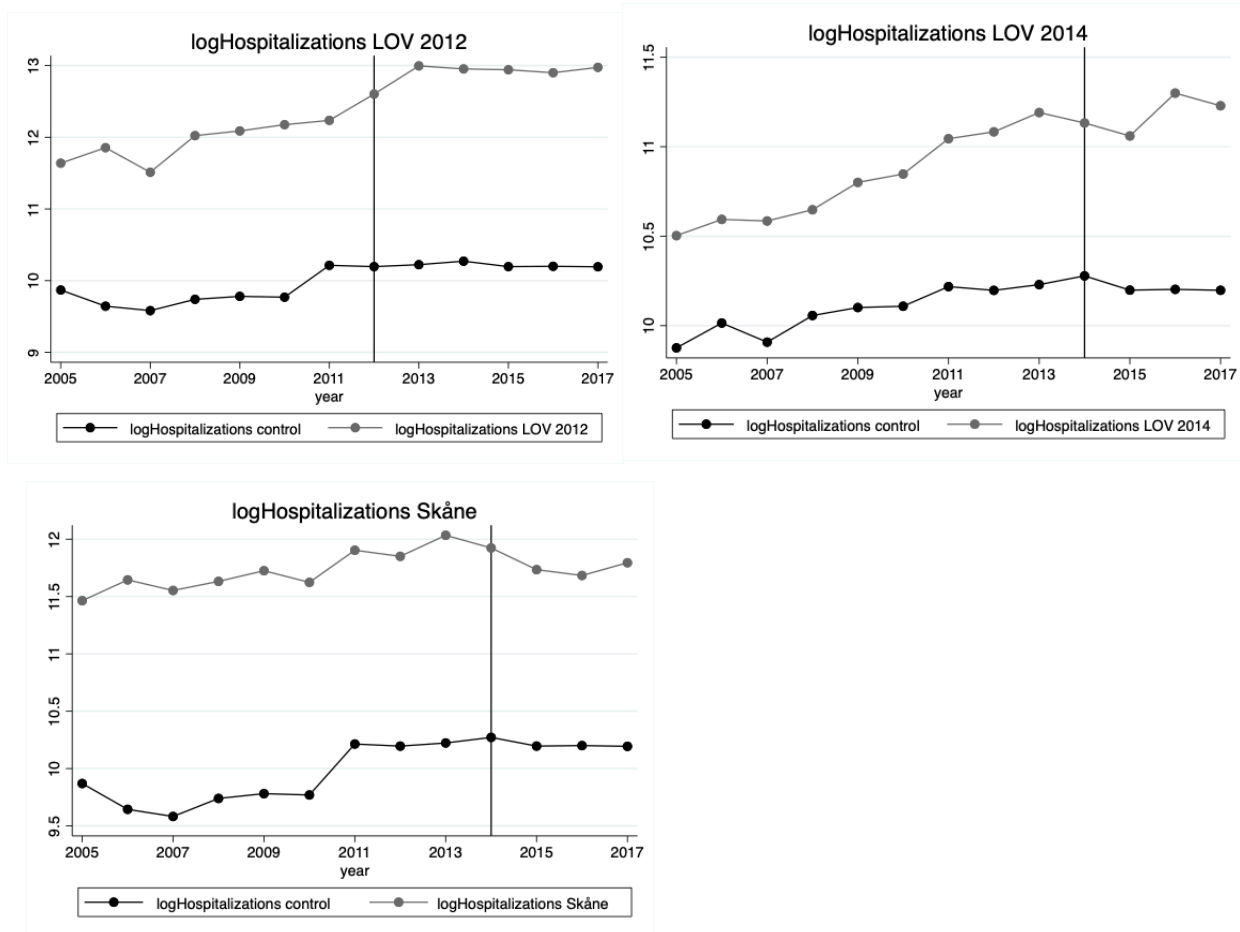 logHospitalizations LOV 2012
13
12
11
10
9
2005 2007 2009 2011 2013 2015 2017
year
logHospitalizations control logHospitalizations LOV 2012
logHospitalizations LOV 2014
11.5
11
10.5
10
2005 2007 2009 2011 2013 2015 2017
year
logHospitalizations control logHospitalizations LOV 2014
logHospitalizations Skåne
12
11.5
11
10.5
10
9.5
2005 2007 2009 2011 2013 2015 2017
year
logHospitalizations control logHospitalizations Skåne